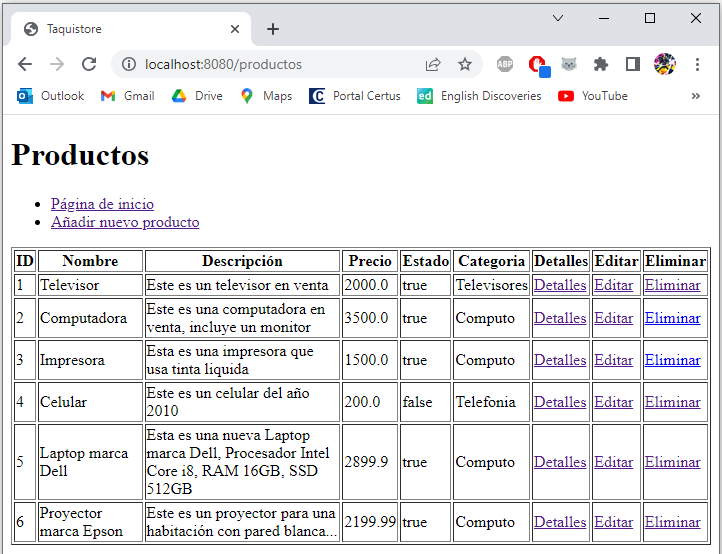 Taquistore
localhost:8080/productos
ABP
Outlook Gmail Drive Maps C Portal Certus ed English Discoveries YouTube »
Productos
Página de inicio
Añadir nuevo producto
ID Nombre Descripción Precio Estado Categoria Detalles Editar Eliminar
1 Televisor Este es un televisor en venta 2000.0 true Televisores Detalles Editar Eliminar
2 Computadora Este es una computadora en
venta, incluye un monitor 3500.0 true Computo Detalles Editar Eliminar
3 Impresora Esta es una impresora que
usa tinta liquida 1500.0 true Computo Detalles Editar Eliminar
4 Celular Este es un celular del año
2010 200.0 false Telefonia Detalles Editar Eliminar
5 Laptop marca
Dell Esta es una nueva Laptop
marca Dell, Procesador Intel
Core i8, RAM 16GB, SSD
512GB 2899.9 true Computo Detalles Editar Eliminar
6 Proyector
marca Epson Este es un proyector para una
habitación con pared blanca... 2199.99 true Computo Detalles Editar Eliminar